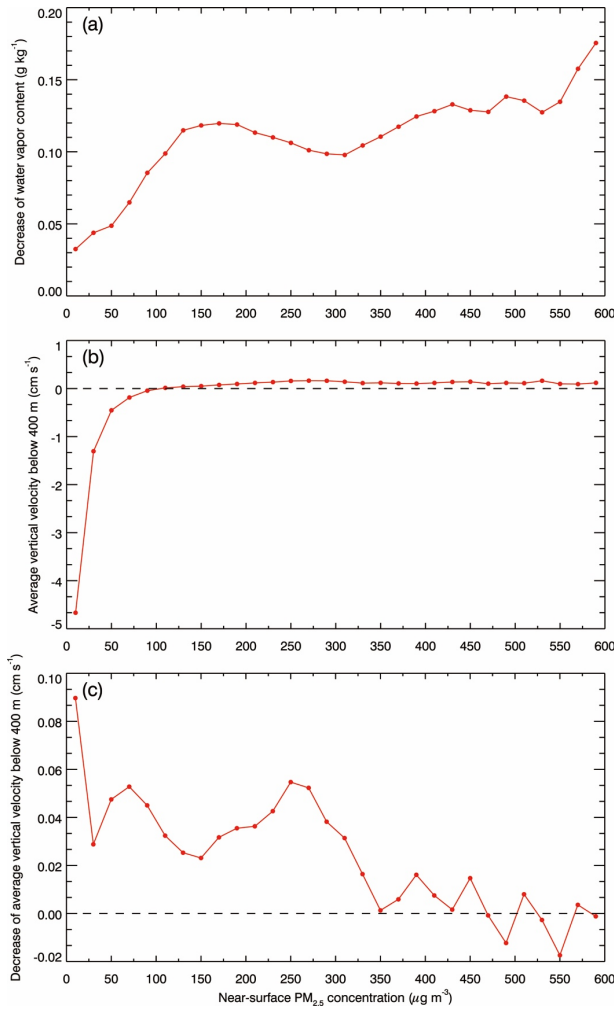 (a)
Decrease of water vapor content (g kg⁻¹)
0.20
0.15
0.10
0.05
0.00
0 50 100 150 200 250 300 350 400 450 500 550 600
(b)
Average vertical velocity below 400 m (cm s⁻¹)
1
0
-1
-2
-3
-4
-5
0 50 100 150 200 250 300 350 400 450 500 550 600
(c)
Decrease of average vertical velocity below 400 m (cm s⁻¹)
0.10
0.08
0.06
0.04
0.02
0.00
-0.02
0 50 100 150 200 250 300 350 400 450 500 550 600
Near-surface PM₂.₅ concentration (μg m⁻³)